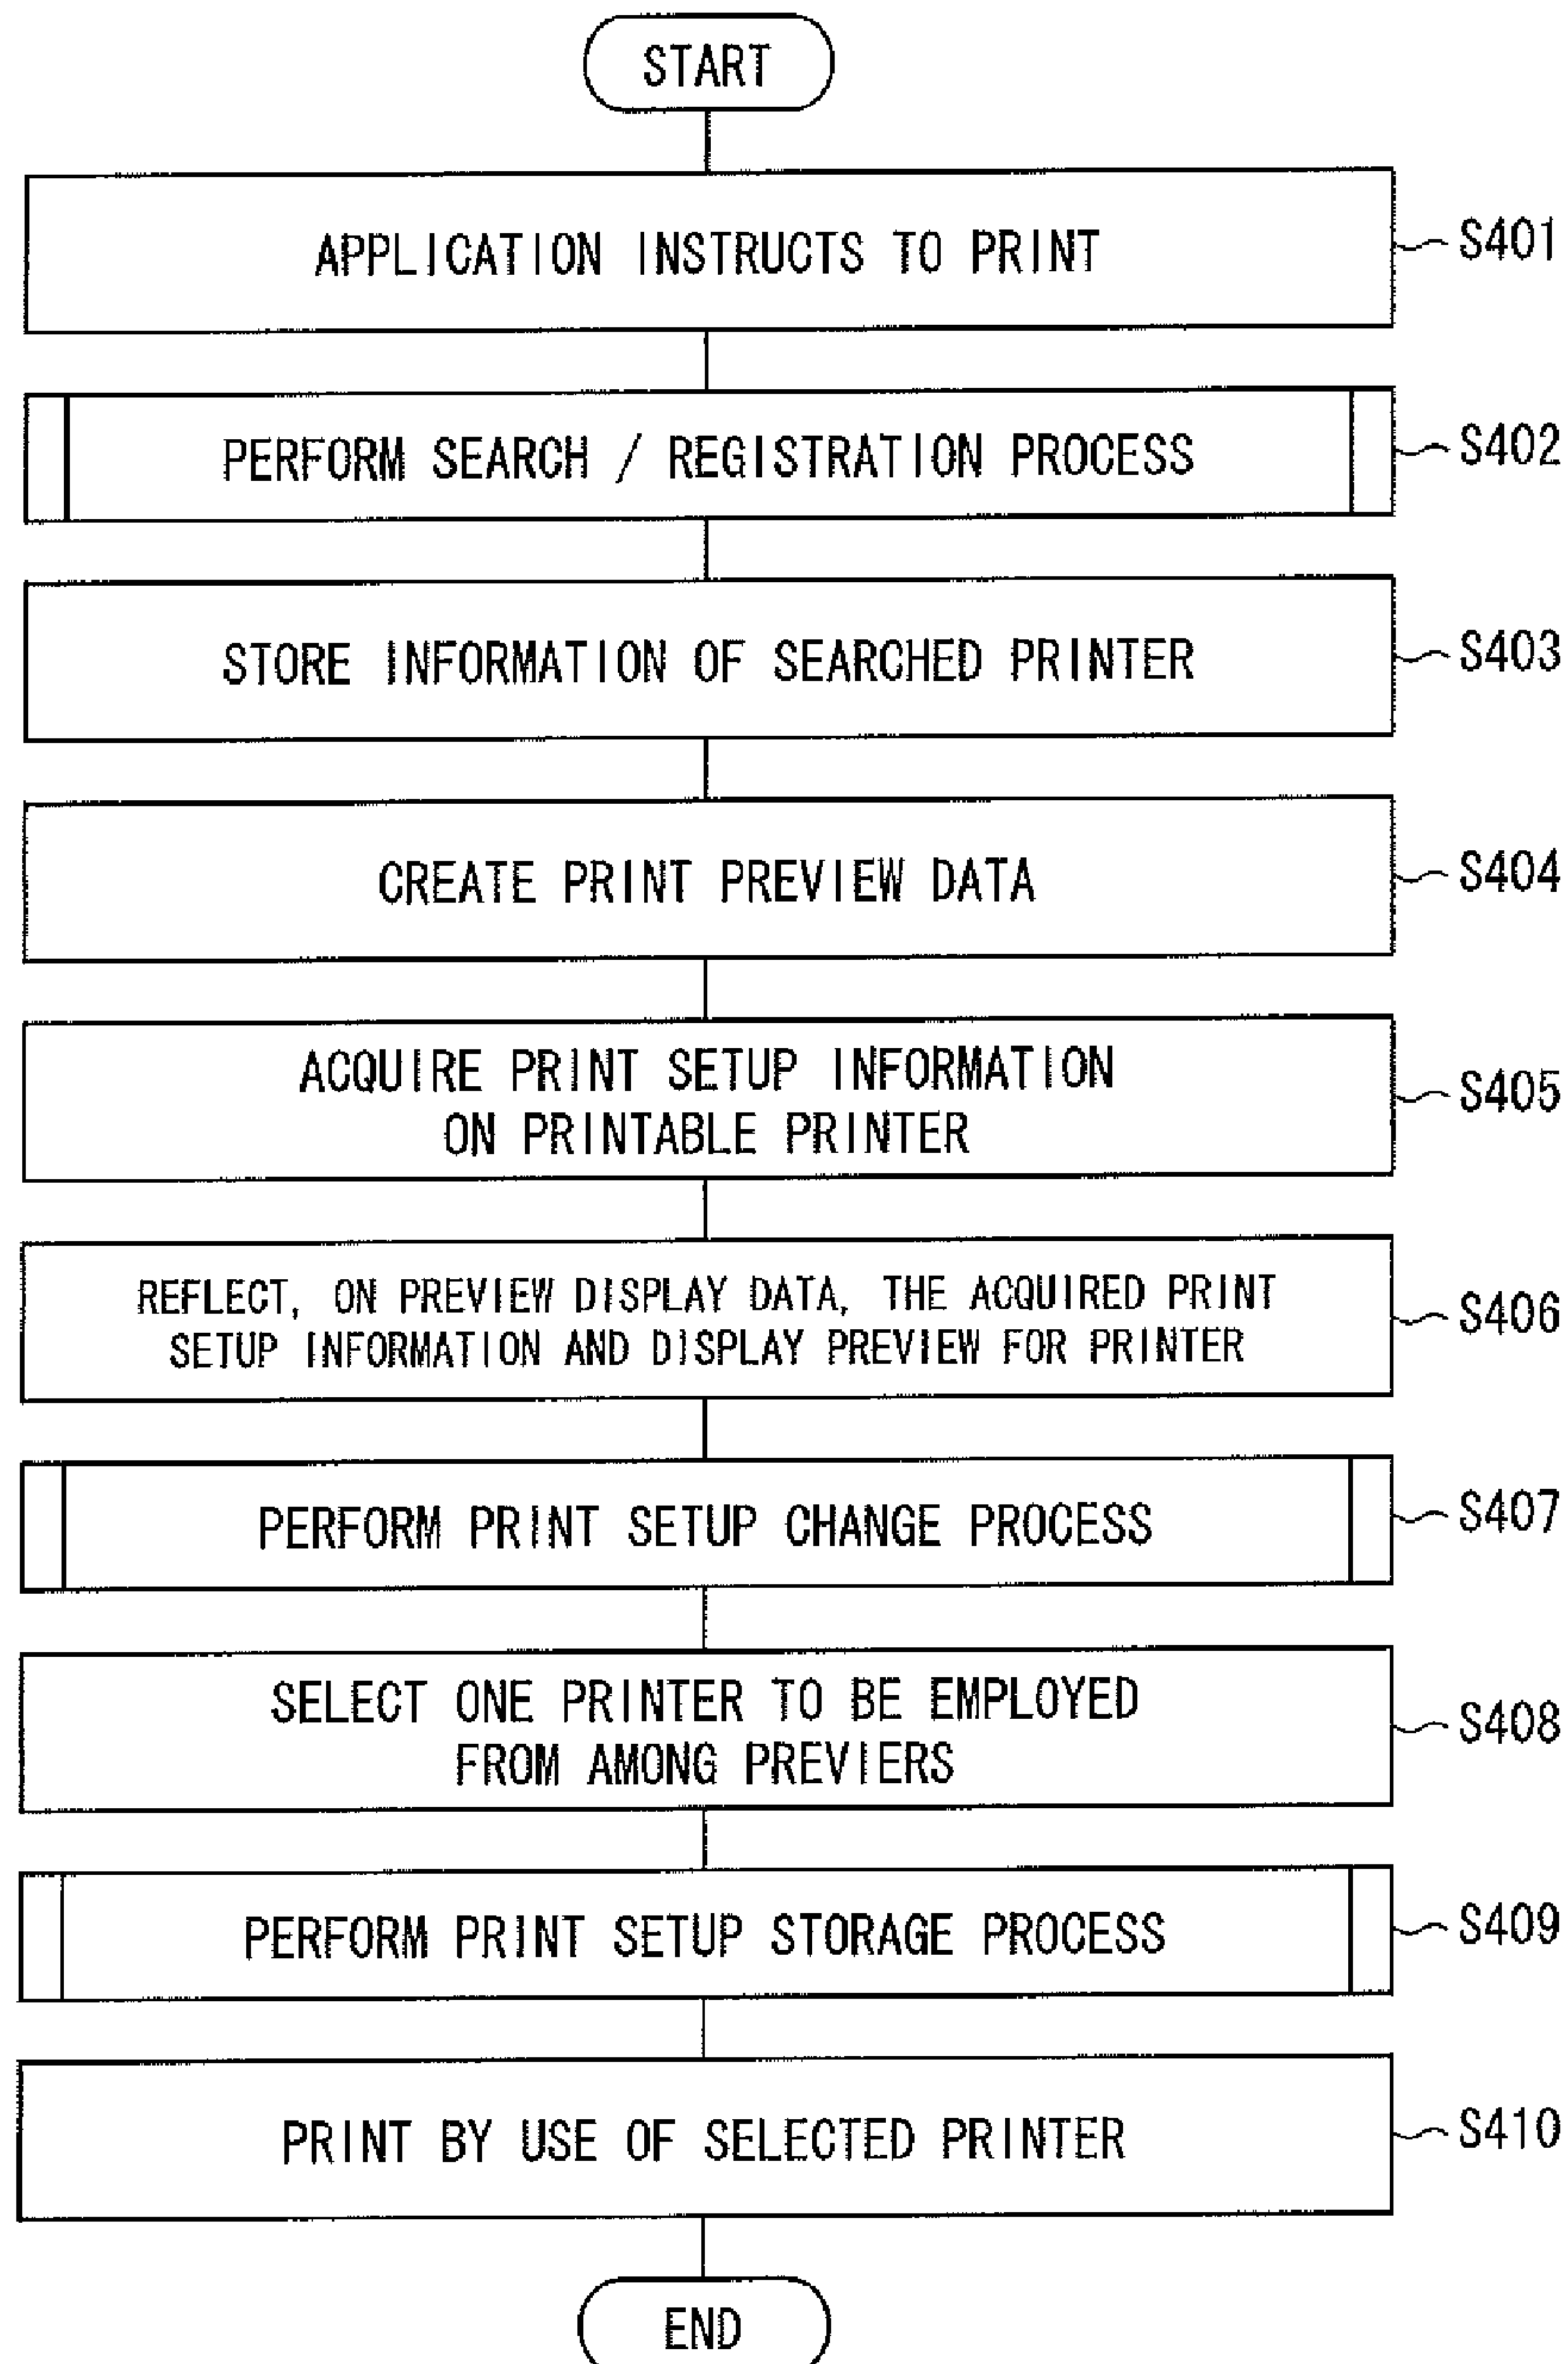 START
APPLICATION INSTRUCTS TO PRINT
S401
PERFORM SEARCH / REGISTRATION PROCESS
S402
STORE INFORMATION OF SEARCHED PRINTER
S403
CREATE PRINT PREVIEW DATA
S404
ACQUIRE PRINT SETUP INFORMATION
ON PRINTABLE PRINTER
S405
REFLECT, ON PREVIEW DISPLAY DATA, THE ACQUIRED PRINT
SETUP INFORMATION AND DISPLAY PREVIEW FOR PRINTER
S406
PERFORM PRINT SETUP CHANGE PROCESS
S407
SELECT ONE PRINTER TO BE EMPLOYED
FROM AMONG PREVIERS
S408
PERFORM PRINT SETUP STORAGE PROCESS
S409
PRINT BY USE OF SELECTED PRINTER
S410
END